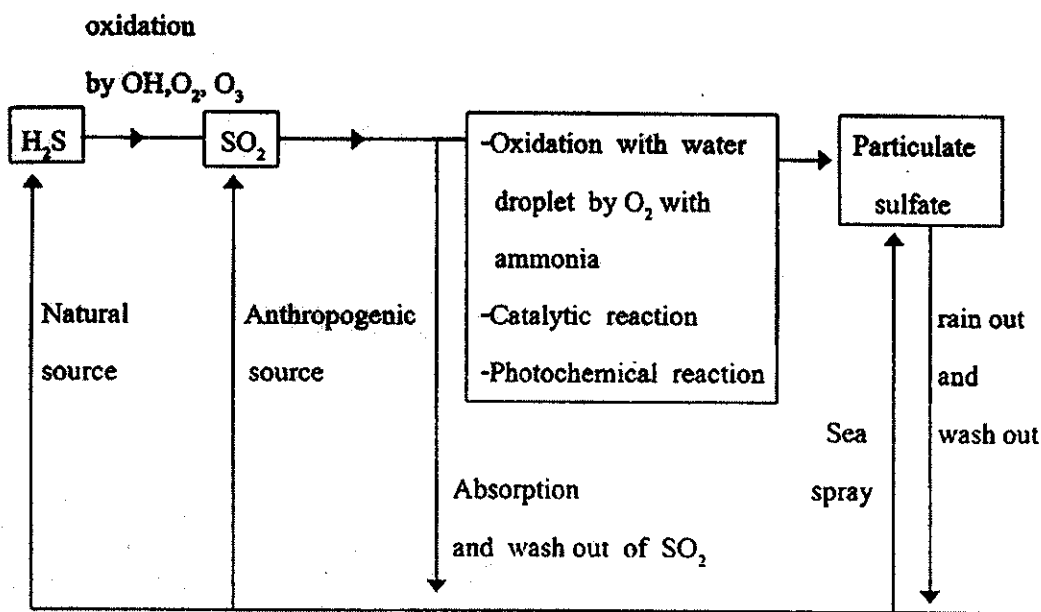 oxidation
by OH,O₂, O₃
H₂S
SO₂
-Oxidation with water
droplet by O₂ with
ammonia
-Catalytic reaction
-Photochemical reaction
Particulate
sulfate
Natural
source
Anthropogenic
source
Absorption
and wash out of SO₂
Sea
spray
rain out
and
wash out